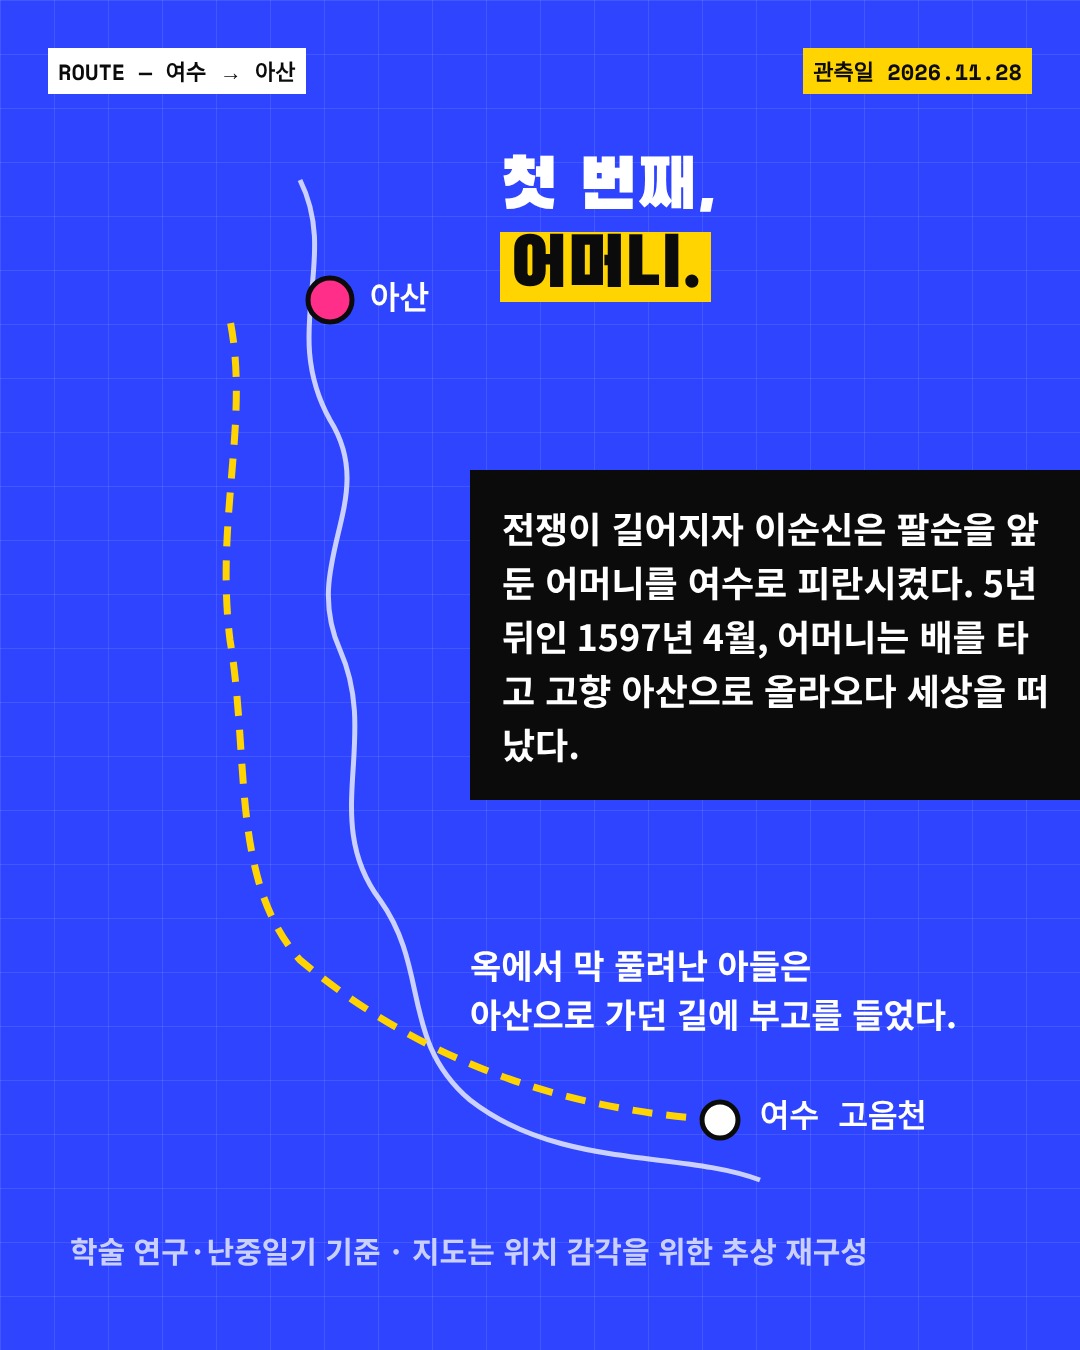 ROUTE — 여수 → 아산
관측일 2026.11.28
첫 번째,
어머니.
아산
전쟁이 길어지자 이순신은 팔순을 앞
둔 어머니를 여수로 피란시켰다. 5년
뒤인 1597년 4월, 어머니는 배를 타
고 고향 아산으로 올라오다 세상을 떠
났다.
옥에서 막 풀려난 아들은
아산으로 가던 길에 부고를 들었다.
여수 고음천
학술 연구·난중일기 기준 · 지도는 위치 감각을 위한 추상 재구성